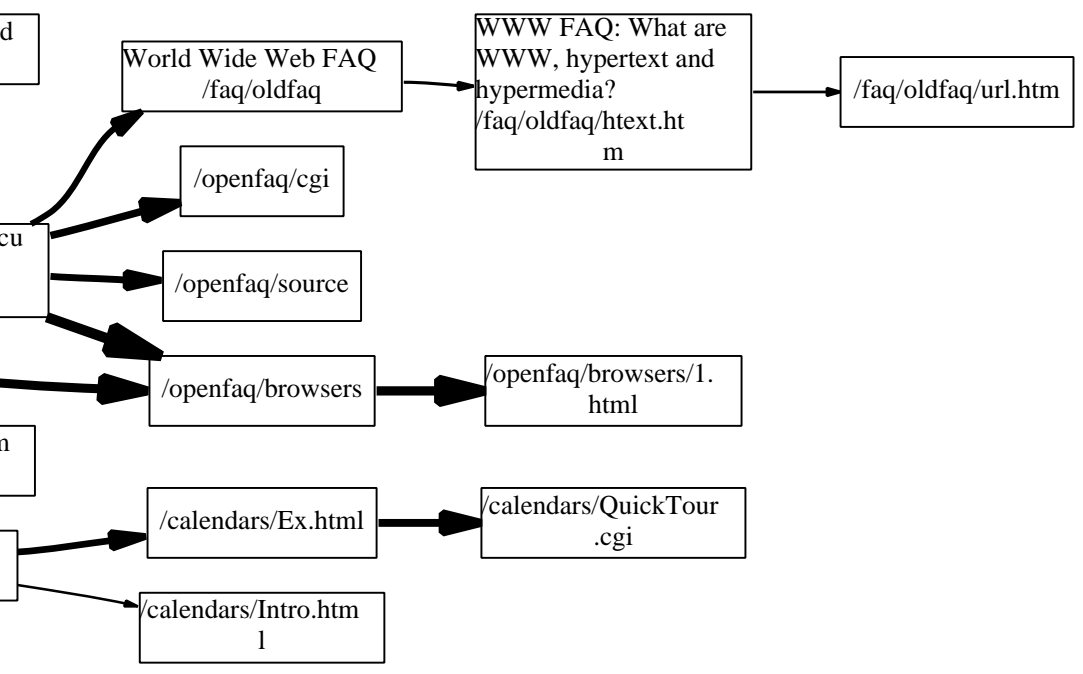 d
World Wide Web FAQ
/faq/oldfaq
WWW FAQ: What are
WWW, hypertext and
hypermedia?
/faq/oldfaq/htext.ht
m
/faq/oldfaq/url.htm
/openfaq/cgi
cu
/openfaq/source
/openfaq/browsers
/openfaq/browsers/1.
html
m
/calendars/Ex.html
/calendars/QuickTour
.cgi
/calendars/Intro.htm
l